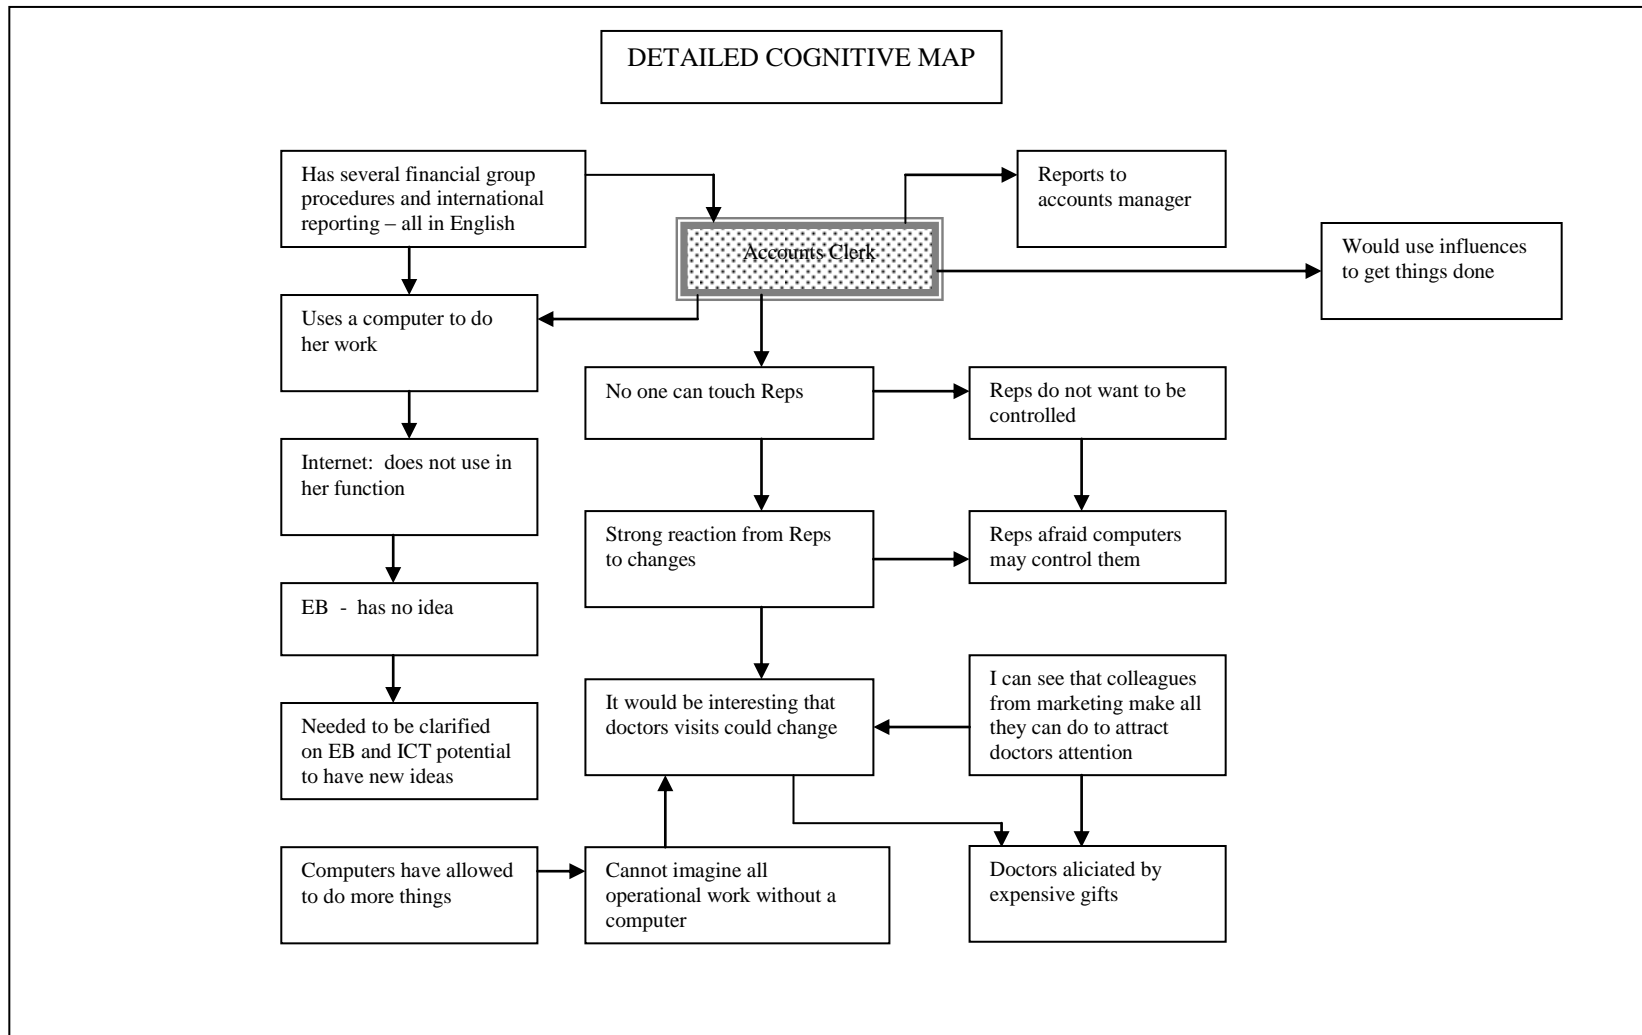 DETAILED COGNITIVE MAP
Has several financial group
procedures and international
reporting – all in English
Reports to
accounts manager
Accounts Clerk
Would use influences
to get things done
Uses a computer to do
her work
No one can touch Reps
Reps do not want to be
controlled
Internet:  does not use in
her function
Strong reaction from Reps
to changes
Reps afraid computers
may control them
EB  -  has no idea
Needed to be clarified
on EB and ICT potential
to have new ideas
It would be interesting that
doctors visits could change
I can see that colleagues
from marketing make all
they can do to attract
doctors attention
Computers have allowed
to do more things
Cannot imagine all
operational work without a
computer
Doctors aliciated by
expensive gifts